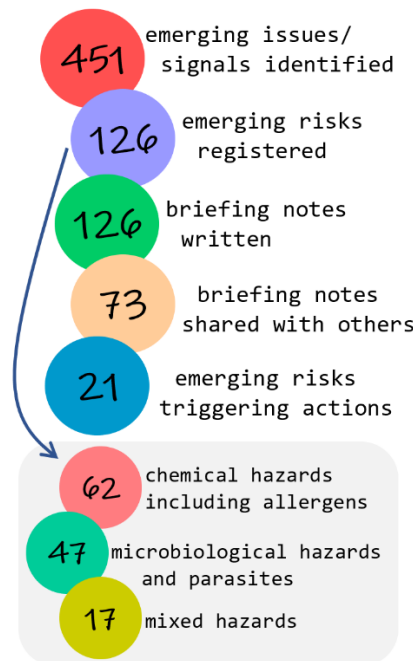 451
emerging issues/
signals identified
126
emerging risks
registered
126
briefing notes
written
73
briefing notes
shared with others
21
emerging risks
triggering actions
62
chemical hazards
including allergens
47
microbiological hazards
and parasites
17
mixed hazards